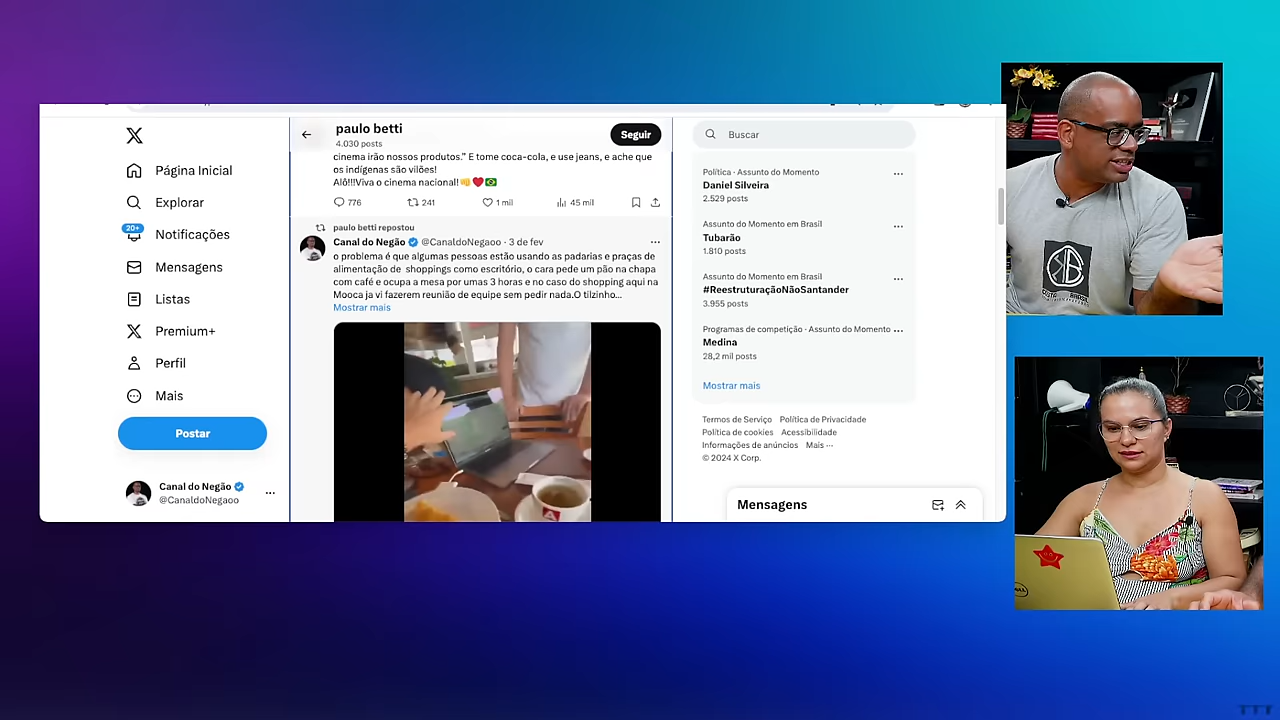 Página Inicial
Explorar
20+
Notificações
Mensagens
Listas
Premium+
Perfil
Mais
Postar
Canal do Negão
@CanaldoNegaoo
paulo betti
4.030 posts
Seguir
cinema irão nossos produtos." E tome coca-cola, e use jeans, e ache que
os indígenas são vilões!
Alô!!!Viva o cinema nacional!👊❤️🇧🇷
776 241 1 mil 45 mil
paulo betti repostou
Canal do Negão @CanaldoNegaoo · 3 de fev
o problema é que algumas pessoas estão usando as padarias e praças de
alimentação de shoppings como escritório, o cara pede um pão na chapa
com café e ocupa a mesa por umas 3 horas e no caso do shopping aqui na
Mooca ja vi fazerem reunião de equipe sem pedir nada.O tilzinho...
Mostrar mais
Buscar
Política · Assunto do Momento
Daniel Silveira
2.529 posts
Assunto do Momento em Brasil
Tubarão
1.810 posts
Assunto do Momento em Brasil
#ReestruturaçãoNãoSantander
3.955 posts
Programas de competição · Assunto do Momento
Medina
28,2 mil posts
Mostrar mais
Termos de Serviço Política de Privacidade
Política de cookies Acessibilidade
Informações de anúncios Mais ···
© 2024 X Corp.
Mensagens